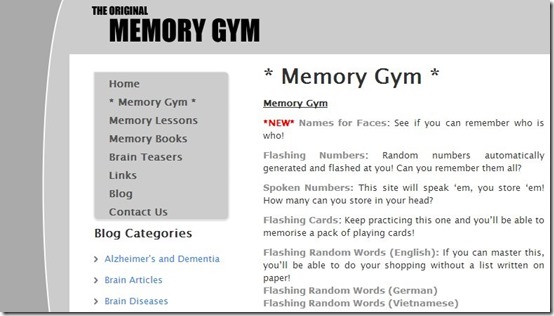 THE ORIGINAL
MEMORY GYM
Home
* Memory Gym *
Memory Lessons
Memory Books
Brain Teasers
Links
Blog
Contact Us
Blog Categories
Alzheimer's and Dementia
Brain Articles
Brain Diseases
* Memory Gym *
Memory Gym
*NEW* Names for Faces: See if you can remember who is
who!
Flashing Numbers: Random numbers automatically
generated and flashed at you! Can you remember them all?
Spoken Numbers: This site will speak ‘em, you store ‘em!
How many can you store in your head?
Flashing Cards: Keep practicing this one and you’ll be able to
memorise a pack of playing cards!
Flashing Random Words (English): If you can master this,
you’ll be able to do your shopping without a list written on
paper!
Flashing Random Words (German)
Flashing Random Words (Vietnamese)